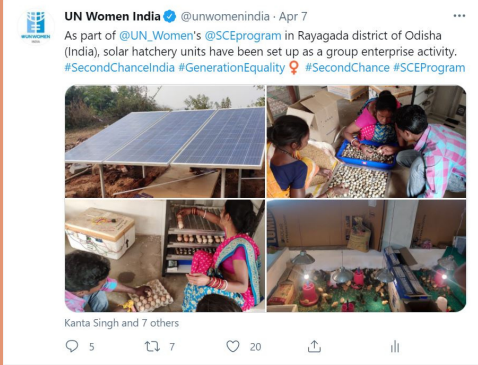 UN Women India @unwomenindia · Apr 7
As part of @UN_Women's @SCEprogram in Rayagada district of Odisha
(India), solar hatchery units have been set up as a group enterprise activity.
#SecondChanceIndia #GenerationEquality #SecondChance #SCEProgram
Kanta Singh and 7 others
5 7 20